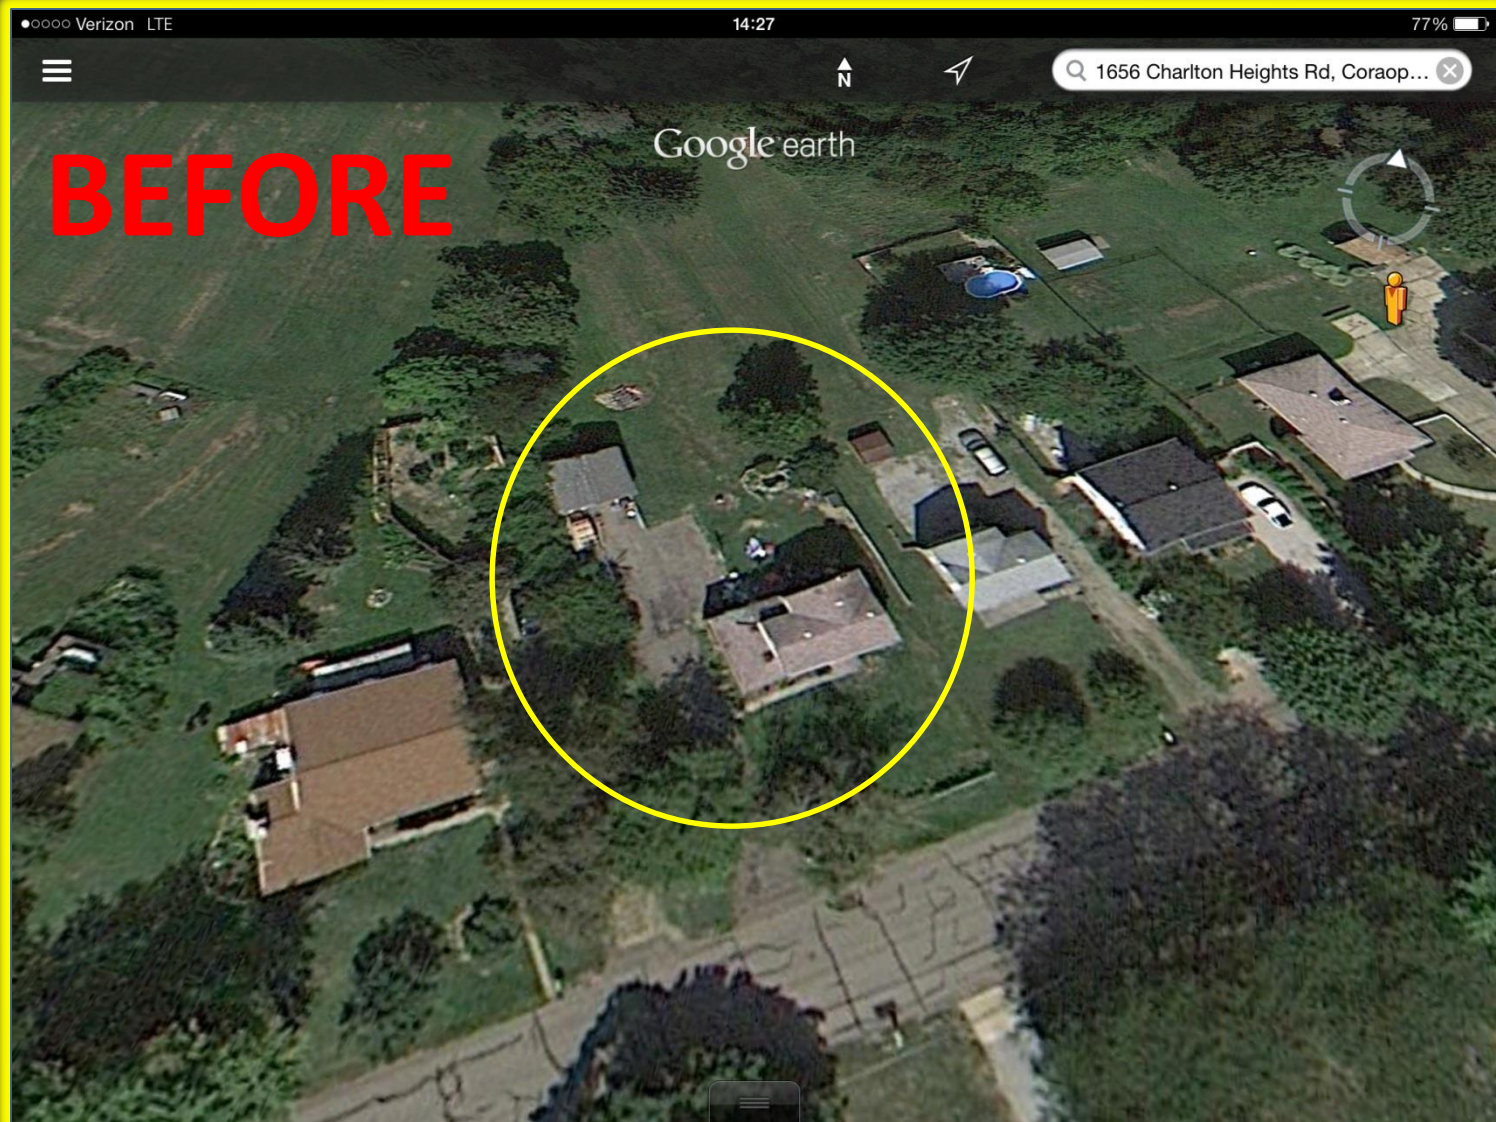 Verizon LTE
14:27
77%
N
1656 Charlton Heights Rd, Coraop...
Google earth
BEFORE